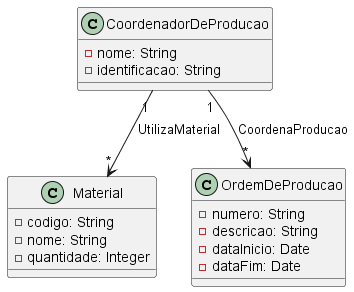 C CoordenadorDeProducao
nome: String
identificacao: String
1
1
UtilizaMaterial
CoordenaProducao
*
*
C Material
codigo: String
nome: String
quantidade: Integer
C OrdemDeProducao
numero: String
descricao: String
dataInicio: Date
dataFim: Date